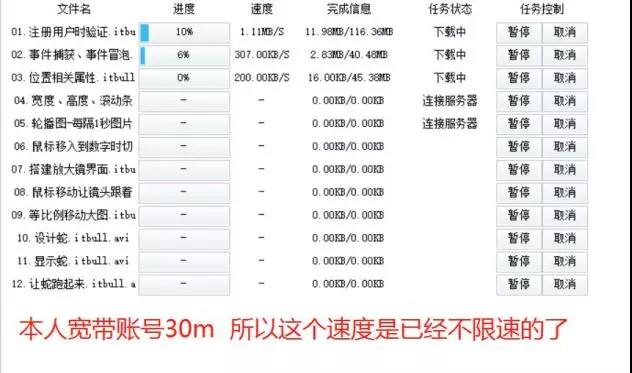 文件名 进度 速度 完成信息 任务状态 任务控制
01.注册用户时验证.itbu 10% 1.11MB/S 11.98MB/116.36MB 下载中 暂停 取消
02.事件捕获、事件冒泡. 6% 307.00KB/S 2.83MB/40.48MB 下载中 暂停 取消
03.位置相关属性.itbull 0% 200.00KB/S 16.00KB/45.38MB 下载中 暂停 取消
04.宽度、高度、滚动条 - - 0.00KB/0.00KB 连接服务器 暂停 取消
05.轮播图-每隔1秒图片 - - 0.00KB/0.00KB 连接服务器 暂停 取消
06.鼠标移入到数字时切 - - 0.00KB/0.00KB 暂停 取消
07.搭建放大镜界面.itbu - - 0.00KB/0.00KB 暂停 取消
08.鼠标移动让镜头跟着 - - 0.00KB/0.00KB 暂停 取消
09.等比例移动大图.itbu - - 0.00KB/0.00KB 暂停 取消
10.设计蛇.itbull.avi - - 0.00KB/0.00KB 暂停 取消
11.显示蛇.itbull.avi - - 0.00KB/0.00KB 暂停 取消
12.让蛇跑起来.itbull.a - - 0.00KB/0.00KB 暂停 取消
本人宽带账号30m 所以这个速度是已经不限速的了